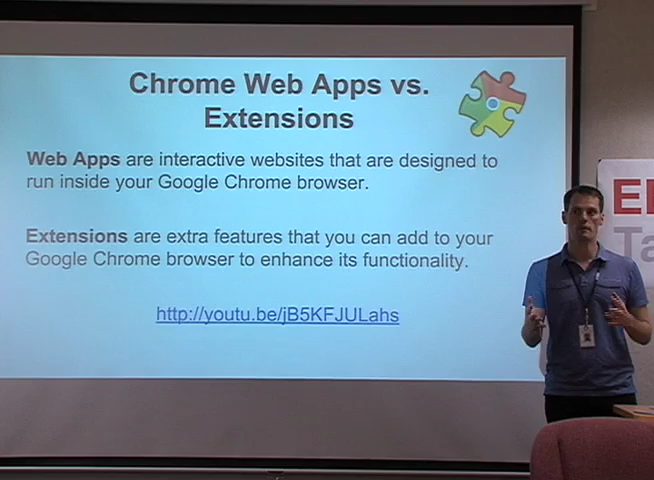 Chrome Web Apps vs.
Extensions
Web Apps are interactive websites that are designed to
run inside your Google Chrome browser.
Extensions are extra features that you can add to your
Google Chrome browser to enhance its functionality.
http://youtu.be/jB5KFJULahs